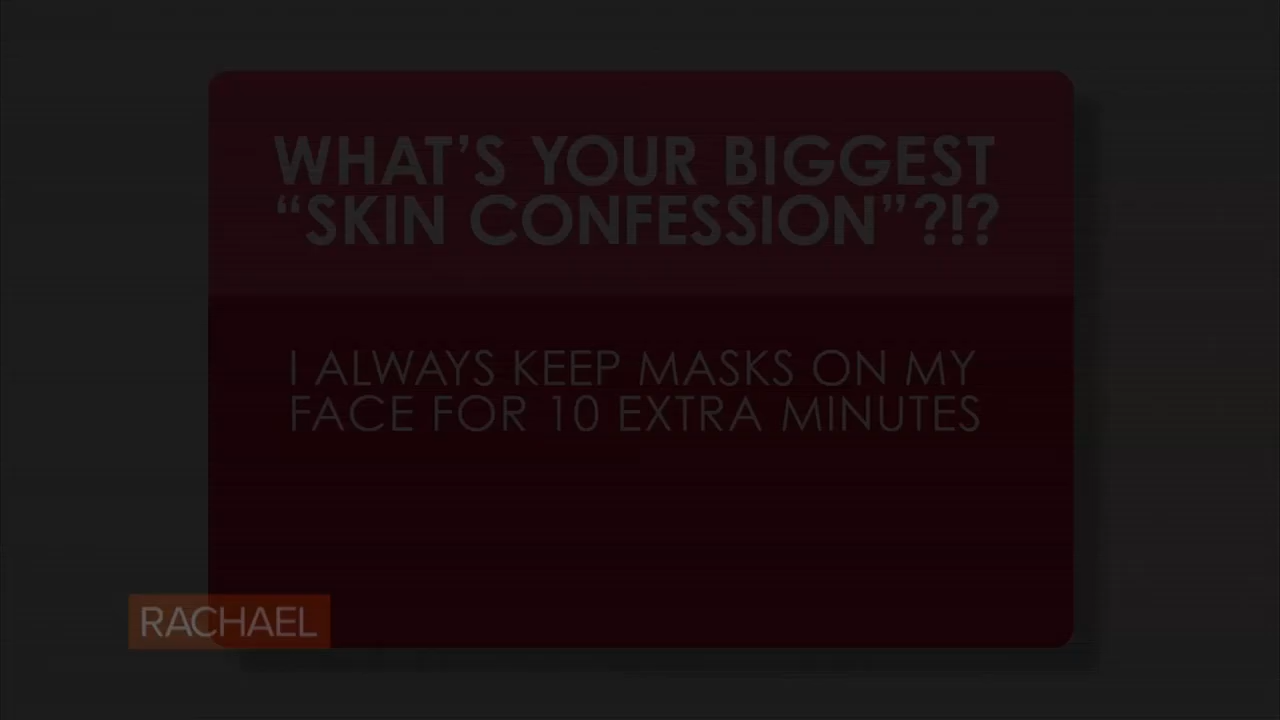 WHAT’S YOUR BIGGEST
“SKIN CONFESSION”?!?
I ALWAYS KEEP MASKS ON MY
FACE FOR 10 EXTRA MINUTES
RACHAEL